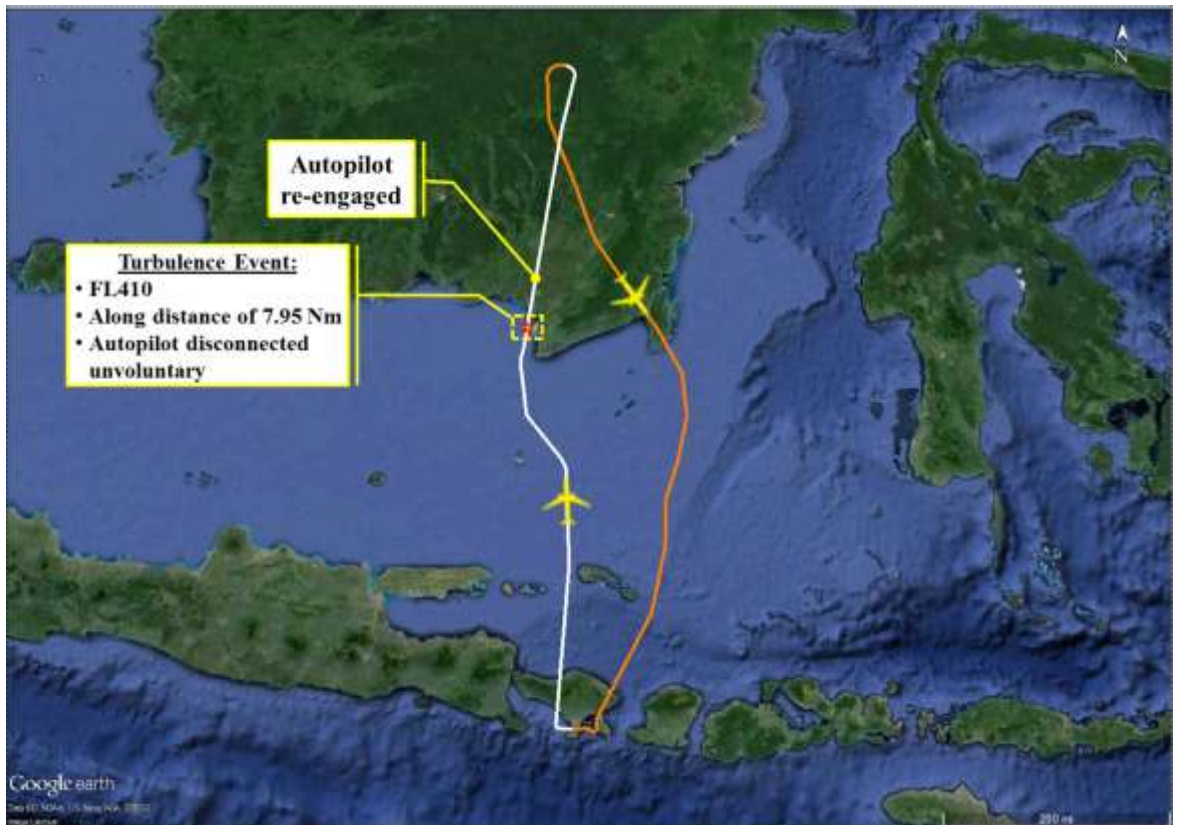 N
Autopilot
re-engaged
Turbulence Event:
• FL410
• Along distance of 7.95 Nm
• Autopilot disconnected
unvoluntary
Google earth